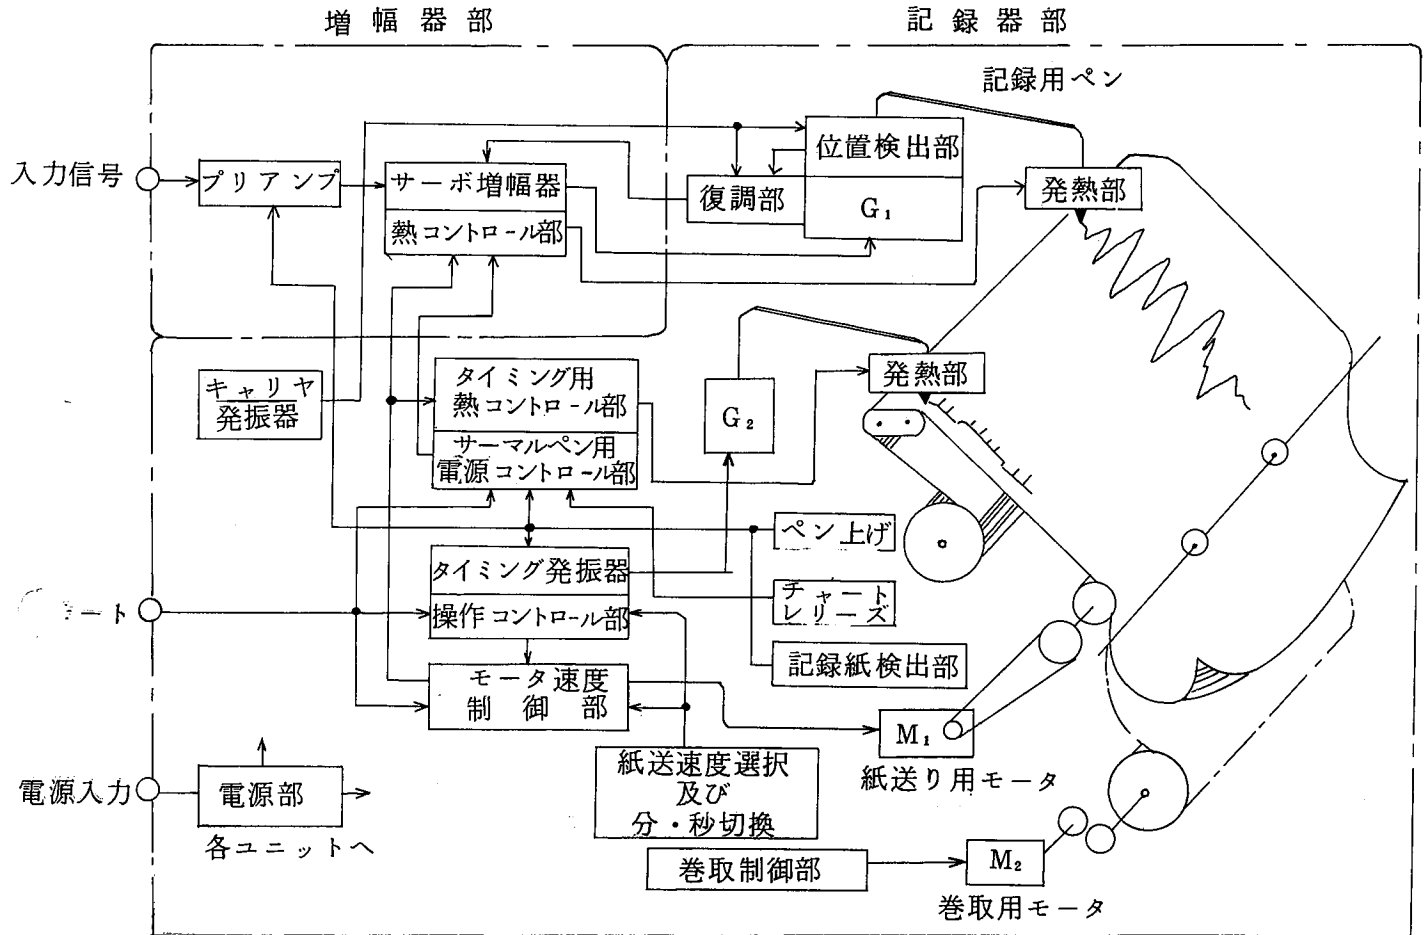 増幅器部
記録器部
記録用ペン
入力信号
プリアンプ
サーボ増幅器
熱コントロール部
位置検出部
復調部
G₁
発熱部
キャリヤ
発振器
タイミング用
熱コントロール部
サーマルペン用
電源コントロール部
G₂
発熱部
ペン上げ
タイミング発振器
操作コントロール部
チャート
レリーズ
記録紙検出部
モータ速度
制御部
M₁
紙送り用モータ
電源入力
電源部
各ユニットへ
紙送速度選択
及び
分・秒切換
巻取制御部
M₂
巻取用モータ